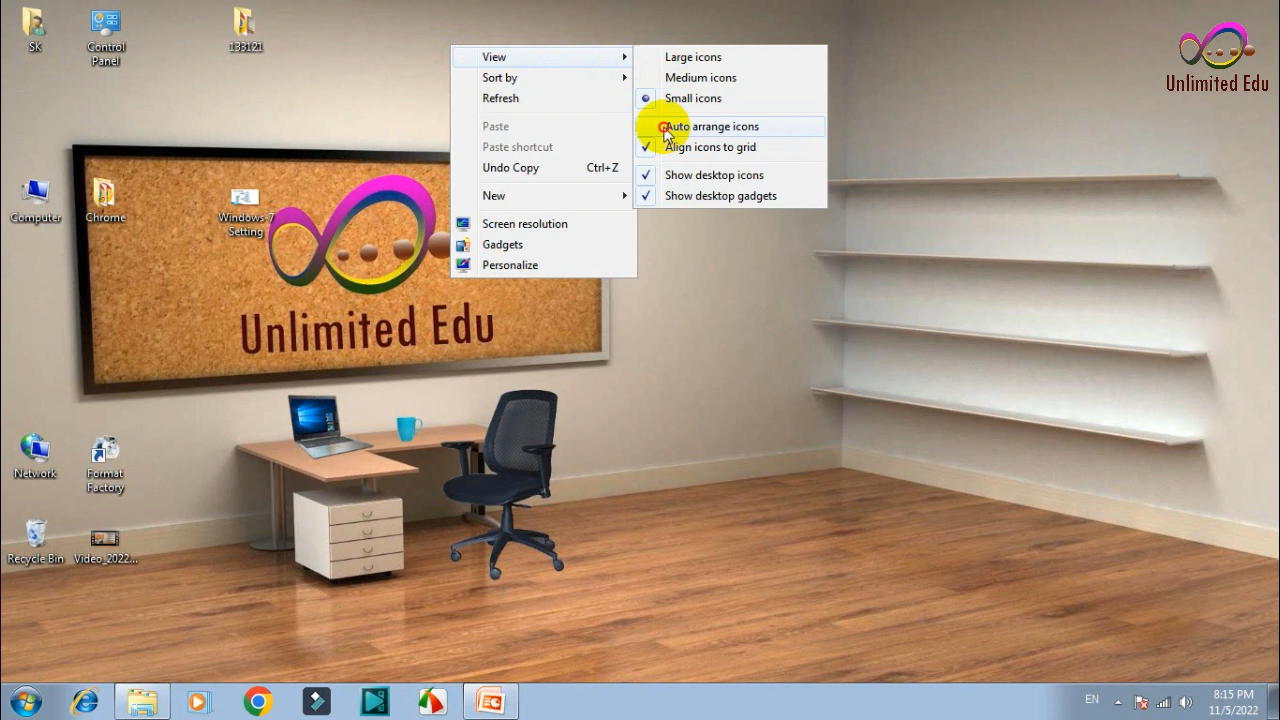 SK
Control
Panel
133121
Unlimited Edu
View
Sort by
Refresh
Paste
Paste shortcut
Undo Copy Ctrl+Z
New
Screen resolution
Gadgets
Personalize
Large icons
Medium icons
Small icons
Auto arrange icons
Align icons to grid
Show desktop icons
Show desktop gadgets
Computer
Chrome
Windows-7
Setting
Unlimited Edu
Network
Format
Factory
Recycle Bin
Video_2022...
EN
8:15 PM
11/5/2022